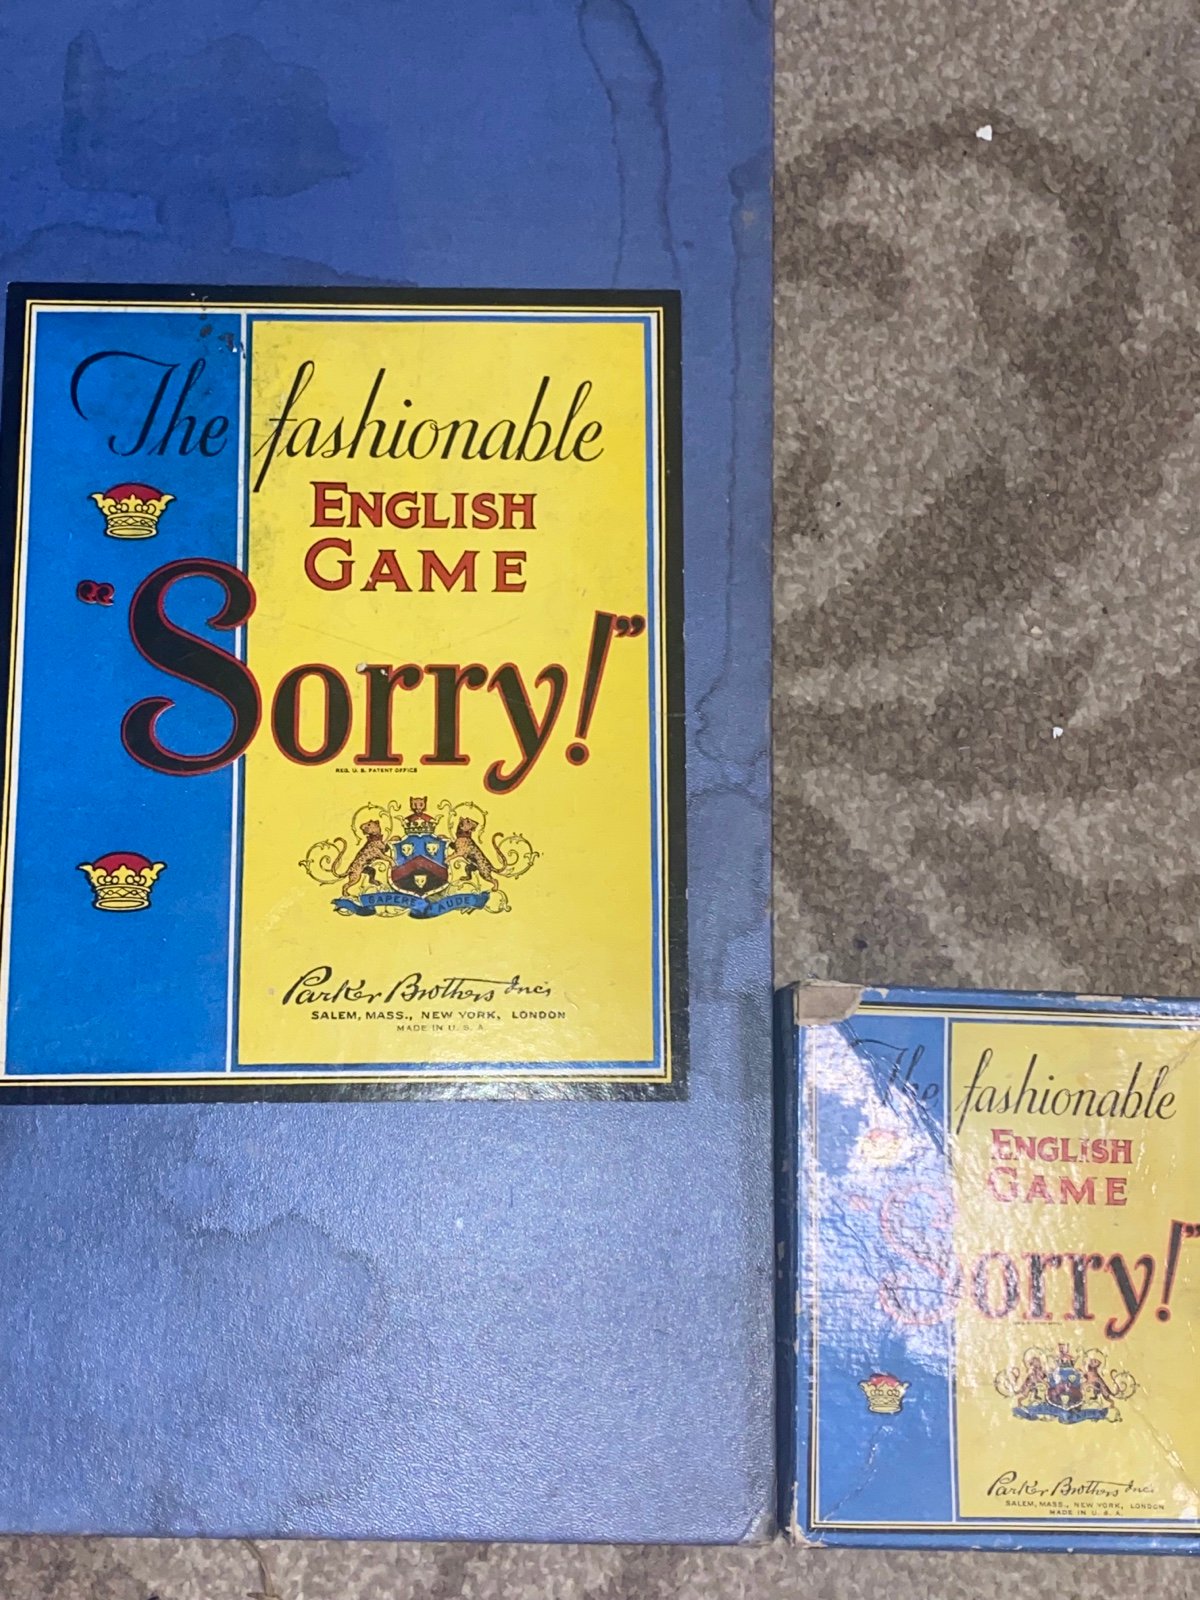 The fashionable
ENGLISH
GAME
“Sorry!”
REG. U. S. PATENT OFFICE
SAPERE AUDE
Parker Brothers Inc.
SALEM, MASS., NEW YORK, LONDON
MADE IN U. S. A.
The fashionable
ENGLISH
GAME
“Sorry!”
Parker Brothers Inc.
SALEM, MASS., NEW YORK, LONDON
MADE IN U. S. A.